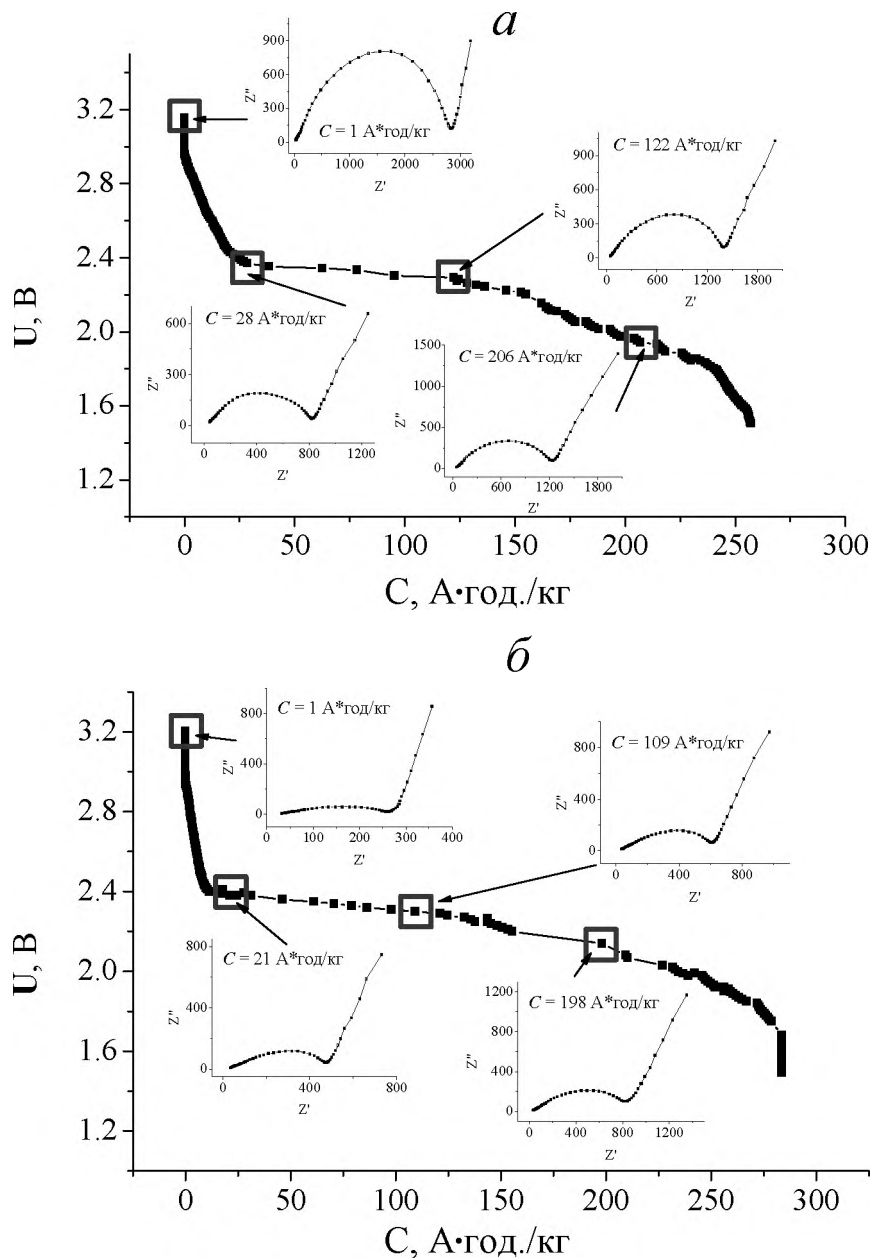 а
U, В
3.2
2.8
2.4
2.0
1.6
1.2
0 50 100 150 200 250 300
С, А·год./кг
Z"
900
600
300
0
C = 1 А*год/кг
0 1000 2000 3000
Z'
Z"
900
600
300
0
C = 122 А*год/кг
0 600 1200 1800
Z'
Z"
600
300
0
C = 28 А*год/кг
0 400 800 1200
Z'
Z"
1500
1000
500
0
C = 206 А*год/кг
0 600 1200 1800
Z'
б
U, В
3.2
2.8
2.4
2.0
1.6
1.2
0 50 100 150 200 250 300
С, А·год./кг
Z"
800
400
0
C = 1 А*год/кг
0 100 200 300 400
Z'
Z"
800
400
0
C = 109 А*год/кг
0 400 800
Z'
Z"
800
400
0
C = 21 А*год/кг
0 400 800
Z'
Z"
1200
800
400
0
C = 198 А*год/кг
0 400 800 1200
Z'